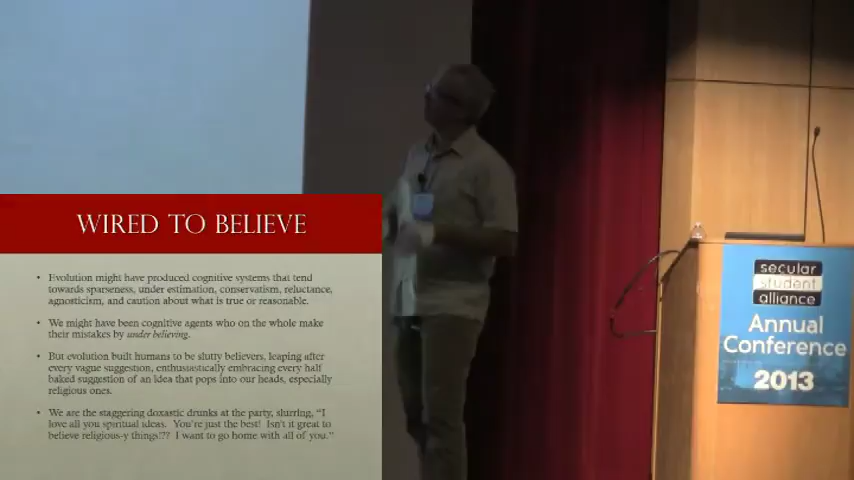 WIRED TO BELIEVE
• Evolution might have produced cognitive systems that tend
towards sparseness, under estimation, conservatism, reluctance,
agnosticism, and caution about what is true or reasonable.
• We might have been cognitive agents who on the whole make
their mistakes by under believing.
• But evolution built humans to be slutty believers, leaping after
every vague suggestion, enthusiastically embracing every half
baked suggestion of an idea that pops into our heads, especially
religious ones.
• We are the staggering doxastic drunks at the party, slurring, "I
love all you spiritual ideas. You're just the best! Isn't it great to
believe religious-y things!?? I want to go home with all of you."
secular
student
alliance
Annual
Conference
2013